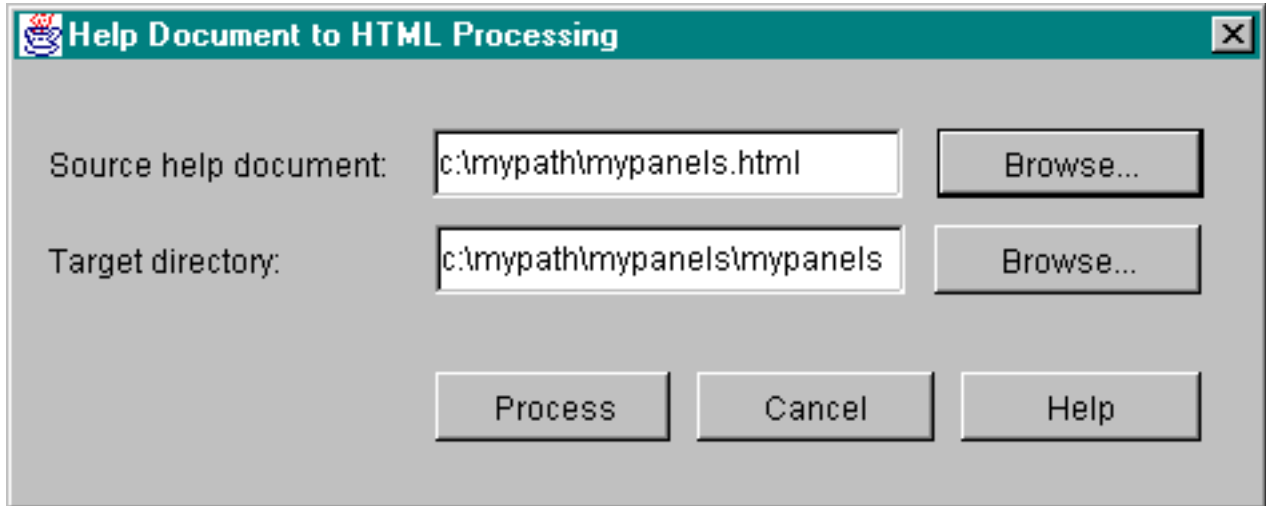 Help Document to HTML Processing
Source help document: c:\mypath\mypanels.html Browse...
Target directory: c:\mypath\mypanels\mypanels Browse...
Process Cancel Help